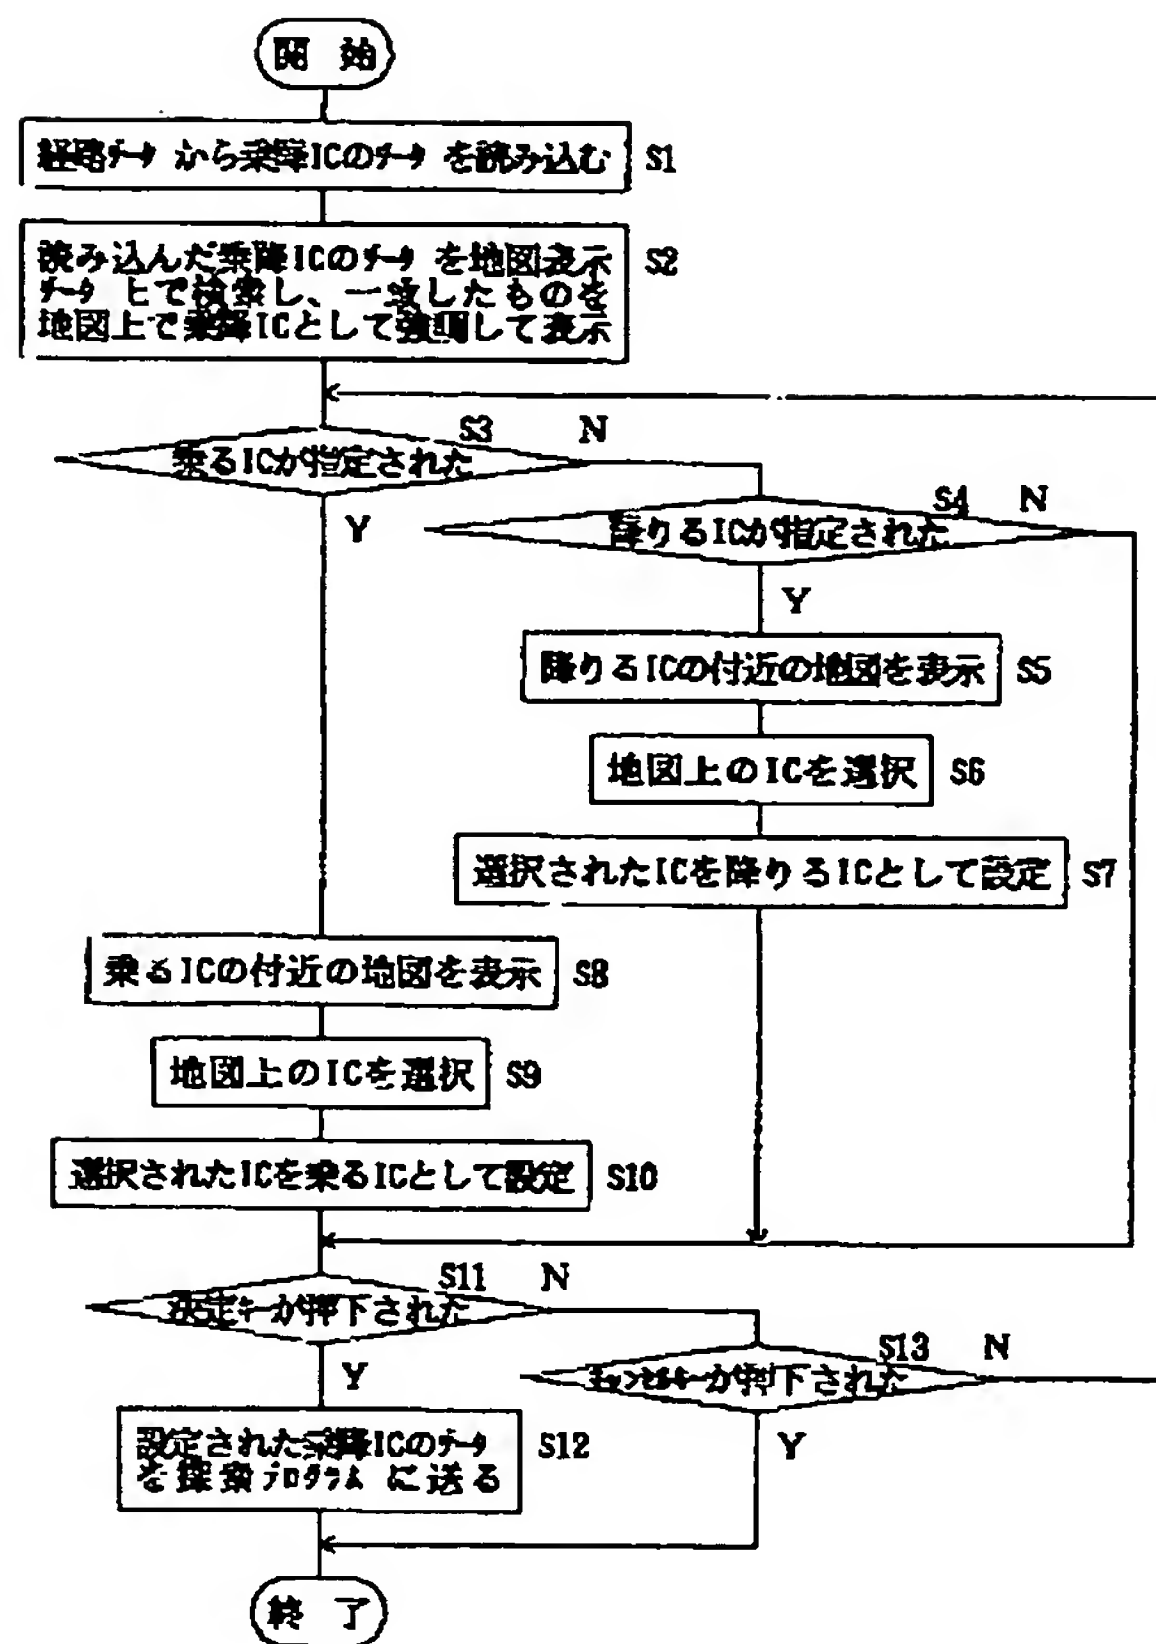 開 始
経路データ から乗降ICのデータ を読み込む S1
読み込んだ乗降ICのデータ を地図表示 S2
データ 上で検索し、一致したものを
地図上で乗降ICとして強調して表示
S3 N
乗るICが指定された
Y
S4 N
降りるICが指定された
Y
降りるICの付近の地図を表示 S5
地図上のICを選択 S6
選択されたICを降りるICとして設定 S7
乗るICの付近の地図を表示 S8
地図上のICを選択 S9
選択されたICを乗るICとして設定 S10
S11 N
決定キーが押下された
Y
S13 N
キャンセルキーが押下された
Y
設定された乗降ICのデータ S12
を探索プログラム に送る
終 了